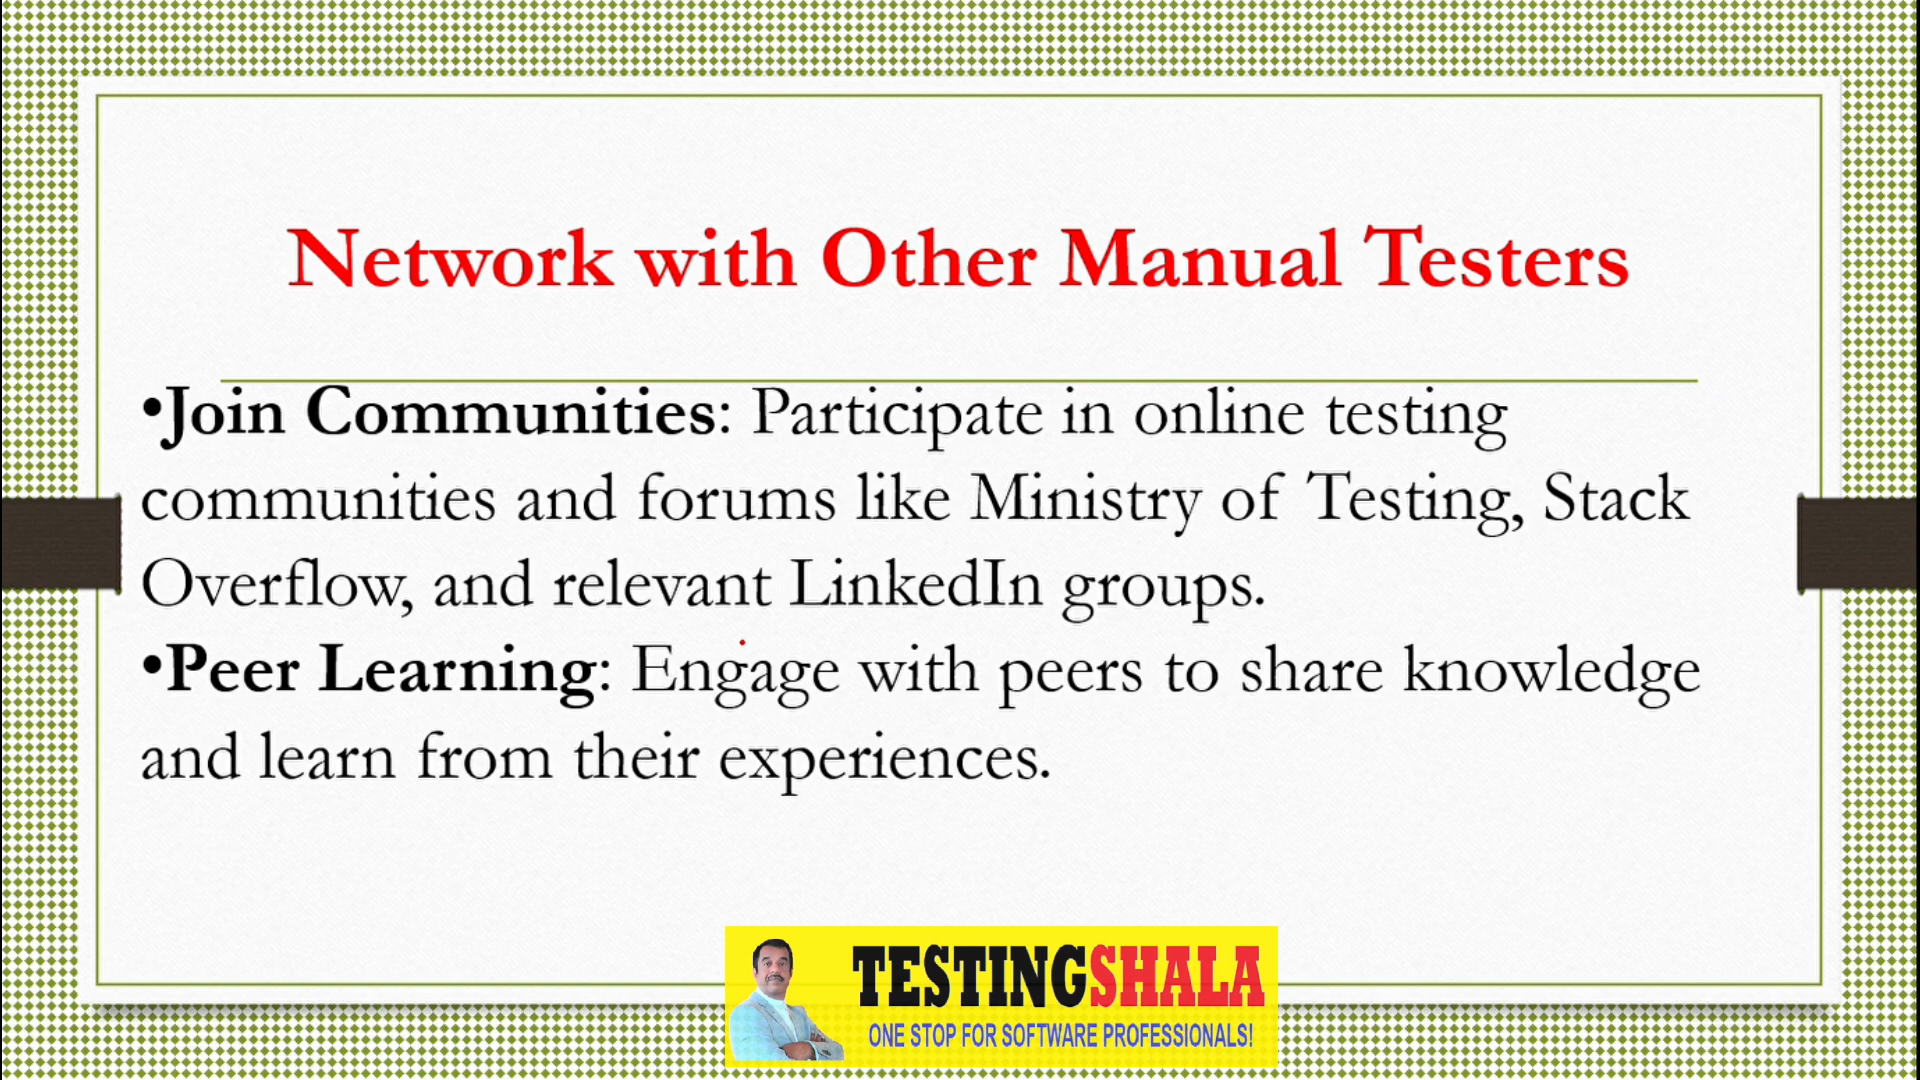 Network with Other Manual Testers
•Join Communities: Participate in online testing
communities and forums like Ministry of Testing, Stack
Overflow, and relevant LinkedIn groups.
•Peer Learning: Engage with peers to share knowledge
and learn from their experiences.
TESTINGSHALA
ONE STOP FOR SOFTWARE PROFESSIONALS!